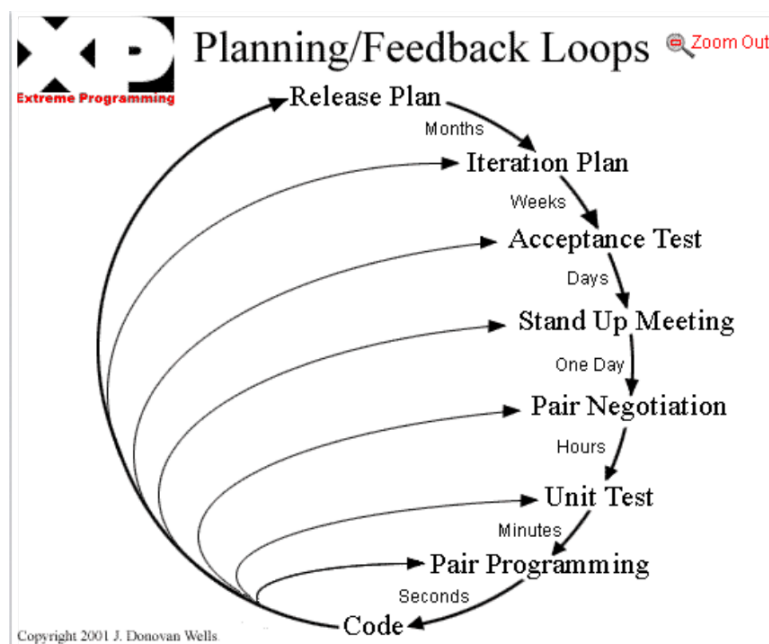 XP
Extreme Programming
Planning/Feedback Loops
Zoom Out
Release Plan
Months
Iteration Plan
Weeks
Acceptance Test
Days
Stand Up Meeting
One Day
Pair Negotiation
Hours
Unit Test
Minutes
Pair Programming
Seconds
Code
Copyright 2001 J. Donovan Wells